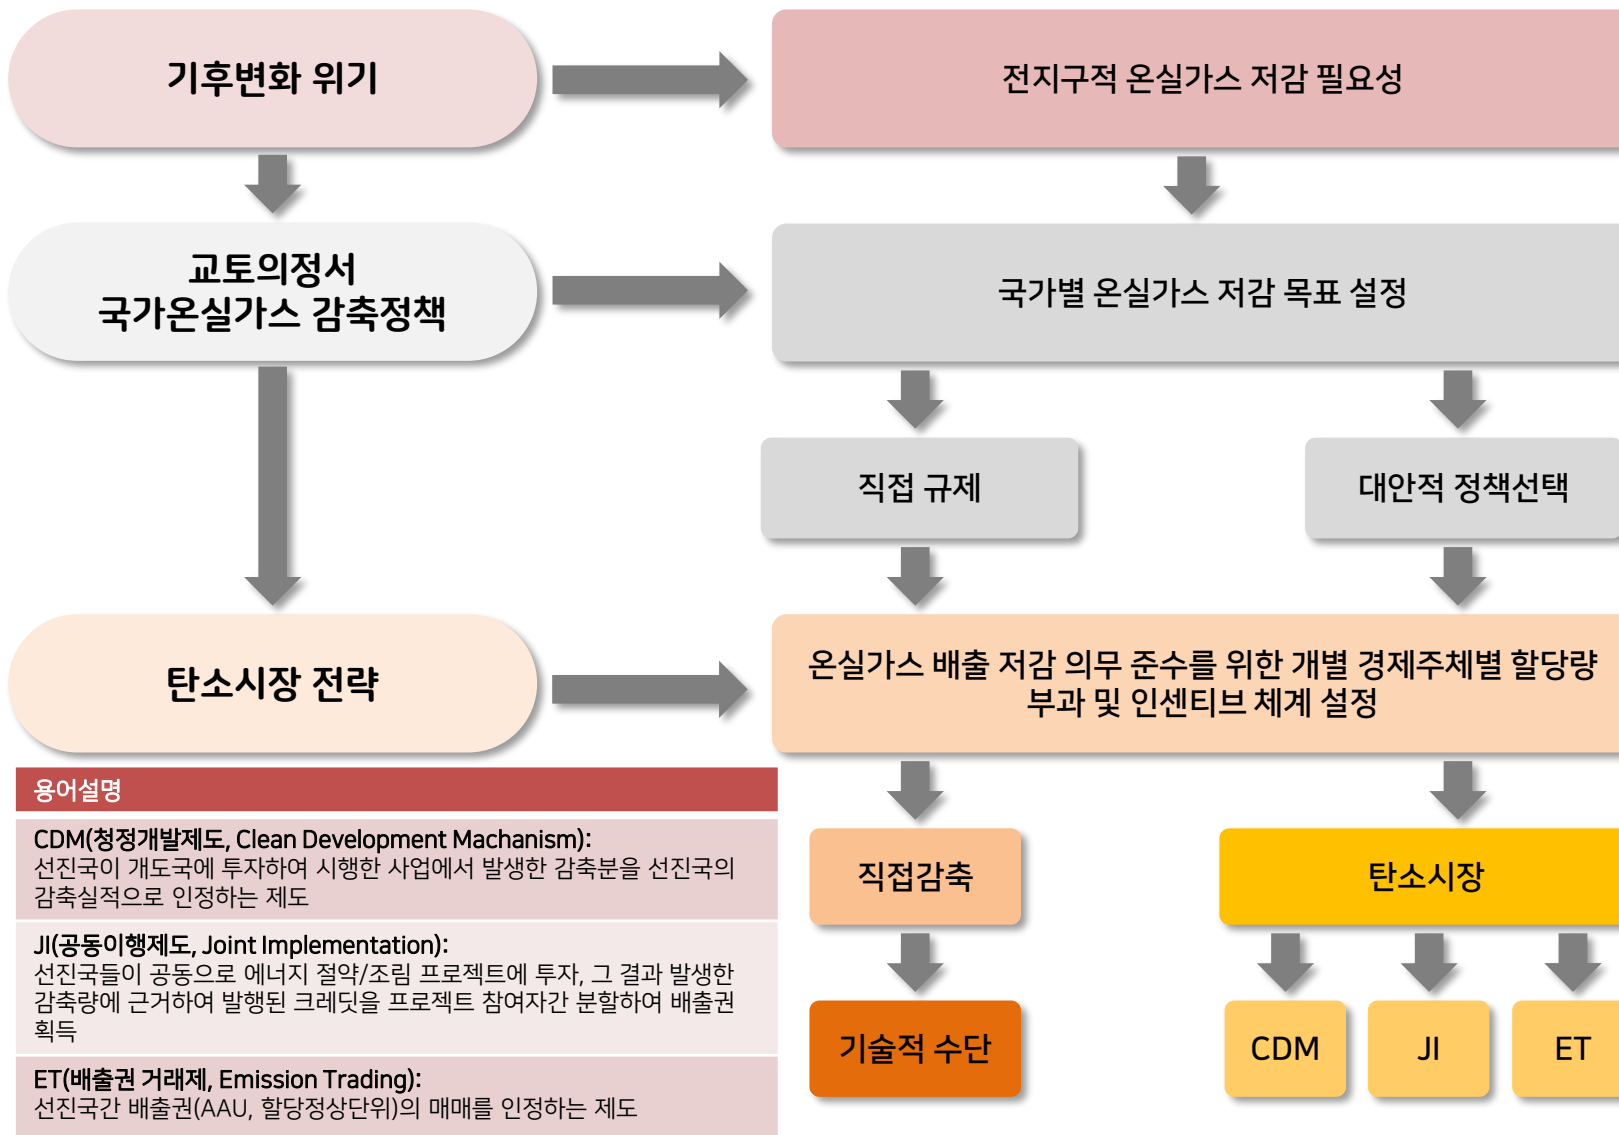 기후변화 위기
전지구적 온실가스 저감 필요성
교토의정서
국가온실가스 감축정책
국가별 온실가스 저감 목표 설정
직접 규제
대안적 정책선택
탄소시장 전략
온실가스 배출 저감 의무 준수를 위한 개별 경제주체별 할당량
부과 및 인센티브 체계 설정
직접감축
탄소시장
기술적 수단
CDM
JI
ET
용어설명
CDM(청정개발제도, Clean Development Machanism):
선진국이 개도국에 투자하여 시행한 사업에서 발생한 감축분을 선진국의
감축실적으로 인정하는 제도
JI(공동이행제도, Joint Implementation):
선진국들이 공동으로 에너지 절약/조림 프로젝트에 투자, 그 결과 발생한
감축량에 근거하여 발행된 크레딧을 프로젝트 참여자간 분할하여 배출권
획득
ET(배출권 거래제, Emission Trading):
선진국간 배출권(AAU, 할당정상단위)의 매매를 인정하는 제도